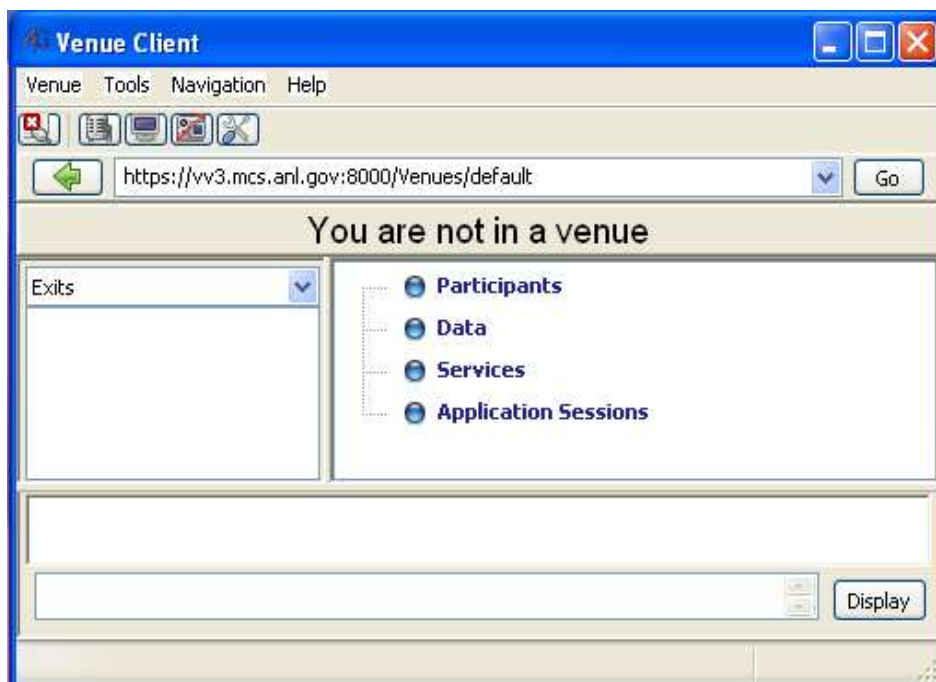 Venue Client
Venue Tools Navigation Help
https://vv3.mcs.anl.gov:8000/Venues/default Go
You are not in a venue
Exits
Participants
Data
Services
Application Sessions
Display